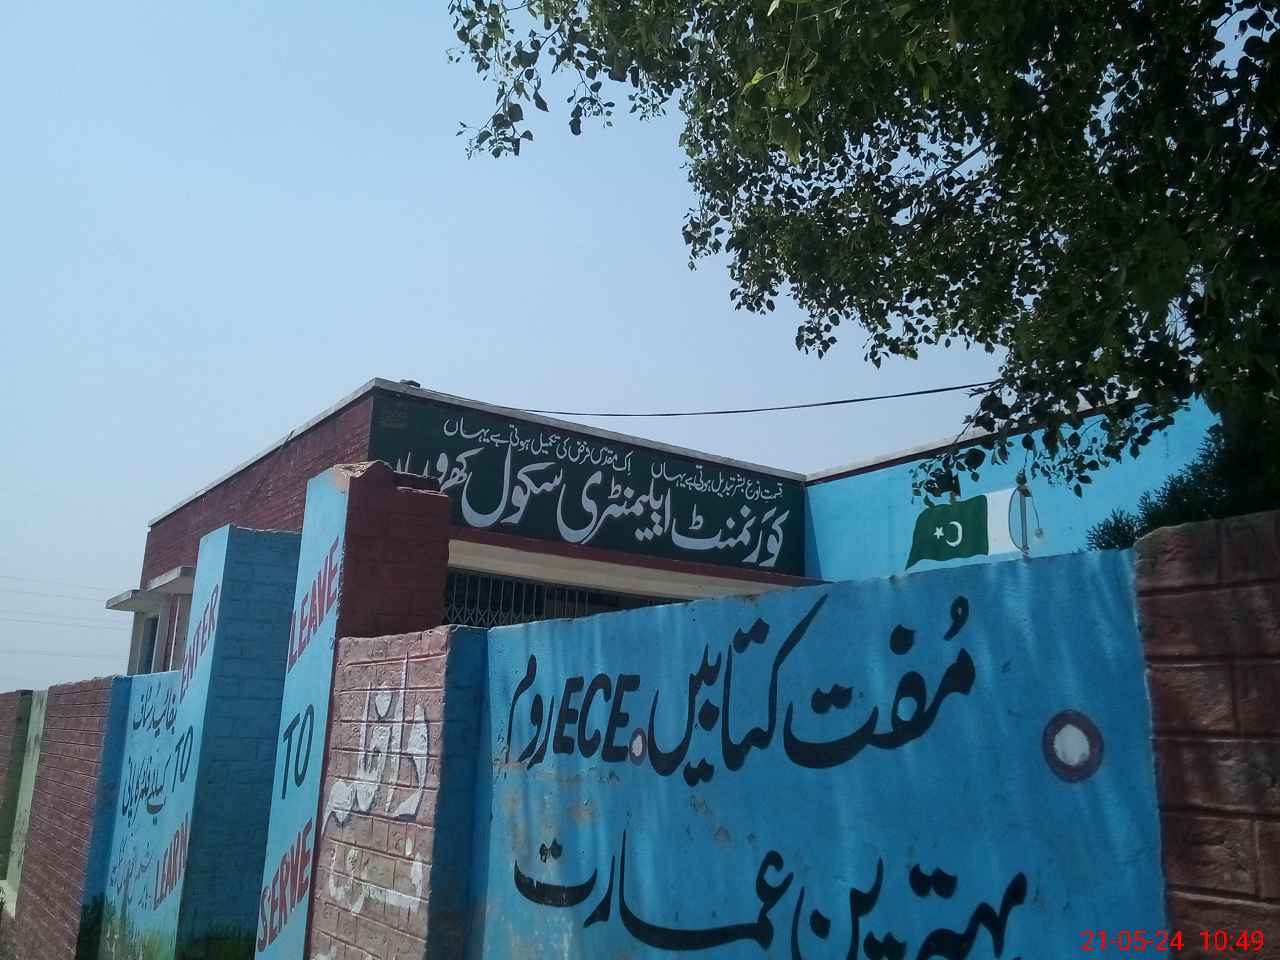 قسمت نوع بشر تبدیل ہوتی ہے یہاں اک مقدس فرض کی تکمیل ہوتی ہے یہاں
گورنمنٹ ایلیمنٹری سکول
مُفت کتابیں ECE روم
بہترین عمارت
ENTER
TO
LEARN
LEAVE
TO
SERVE
داخلہ
21-05-24 10:49